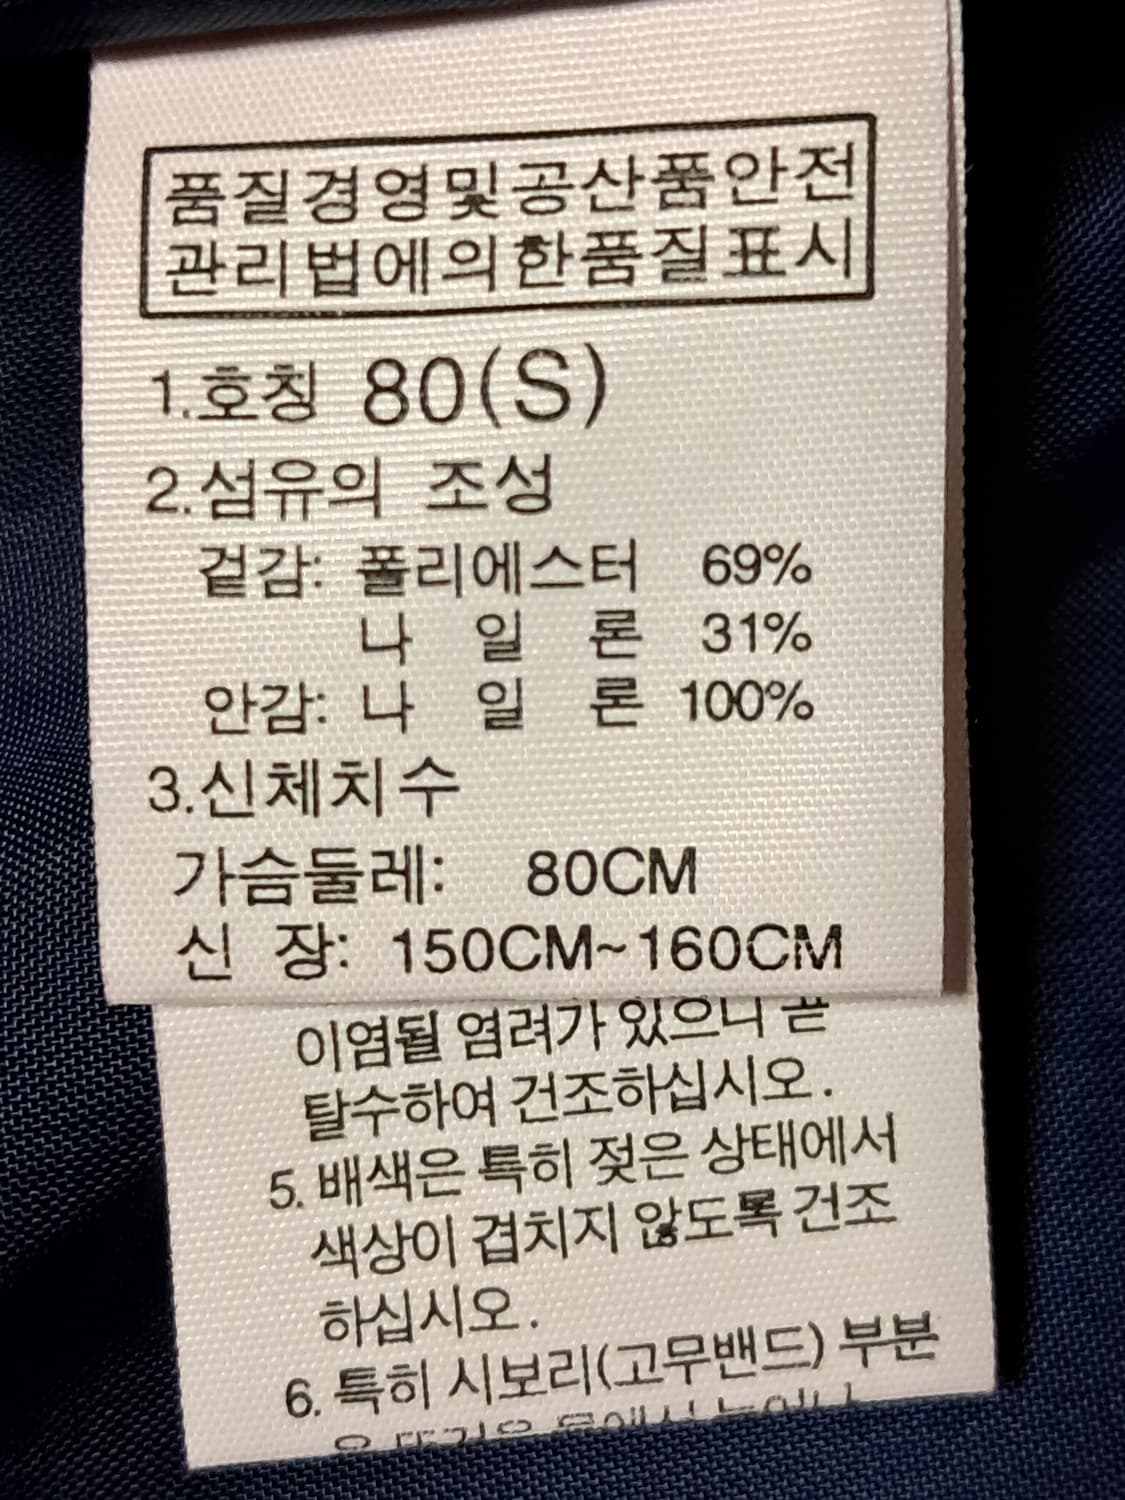 품질경영및공산품안전
관리법에의한품질표시
1.호칭 80(S)
2.섬유의 조성
겉감: 폴리에스터 69%
나 일 론 31%
안감: 나 일 론 100%
3.신체치수
가슴둘레: 80CM
신 장: 150CM~160CM
이염될 염려가 있으니 곧
탈수하여 건조하십시오.
5. 배색은 특히 젖은 상태에서
색상이 겹치지 않도록 건조
하십시오.
6. 특히 시보리(고무밴드) 부분